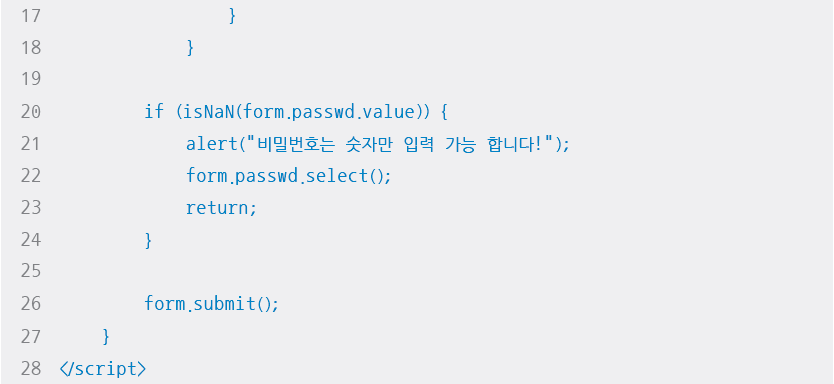 17                }
18            }
19
20        if (isNaN(form.passwd.value)) {
21            alert("비밀번호는 숫자만 입력 가능 합니다!");
22            form.passwd.select();
23            return;
24        }
25
26        form.submit();
27    }
28 </script>